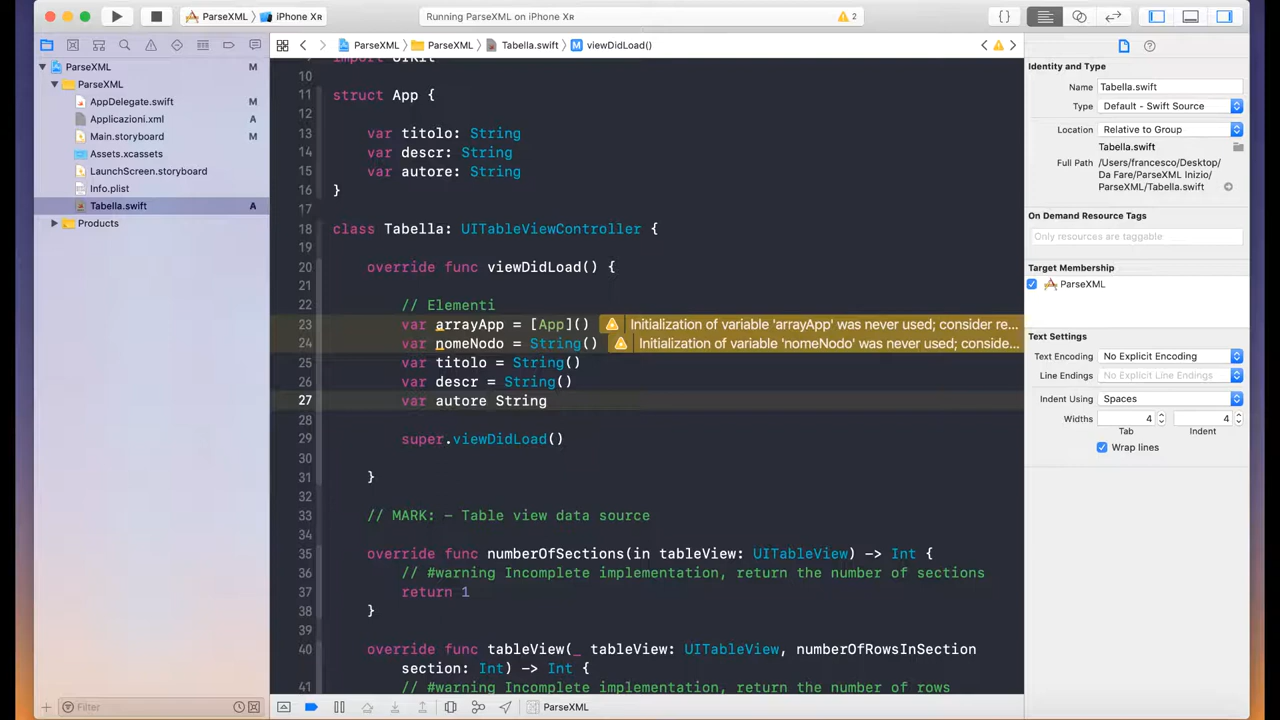 ParseXML
iPhone XR
Running ParseXML on iPhone XR
2
ParseXML
ParseXML
Tabella.swift
M
viewDidLoad()
ParseXML
M
ParseXML
AppDelegate.swift
M
Applicazioni.xml
A
Main.storyboard
M
Assets.xcassets
LaunchScreen.storyboard
Info.plist
Tabella.swift
A
Products
Filter
10
11 struct App {
12
13 var titolo: String
14 var descr: String
15 var autore: String
16 }
17
18 class Tabella: UITableViewController {
19
20 override func viewDidLoad() {
21
22 // Elementi
23 var arrayApp = [App]() Initialization of variable 'arrayApp' was never used; consider re...
24 var nomeNodo = String() Initialization of variable 'nomeNodo' was never used; conside...
25 var titolo = String()
26 var descr = String()
27 var autore String
28
29 super.viewDidLoad()
30
31 }
32
33 // MARK: - Table view data source
34
35 override func numberOfSections(in tableView: UITableView) -> Int {
36 // #warning Incomplete implementation, return the number of sections
37 return 1
38 }
39
40 override func tableView(_ tableView: UITableView, numberOfRowsInSection
section: Int) -> Int {
41 // #warning Incomplete implementation, return the number of rows
ParseXML
Identity and Type
Name Tabella.swift
Type Default - Swift Source
Location Relative to Group
Tabella.swift
Full Path /Users/francesco/Desktop/
Da Fare/ParseXML Inizio/
ParseXML/Tabella.swift
On Demand Resource Tags
Only resources are taggable
Target Membership
ParseXML
Text Settings
Text Encoding No Explicit Encoding
Line Endings No Explicit Line Endings
Indent Using Spaces
Widths 4 4
Tab Indent
Wrap lines